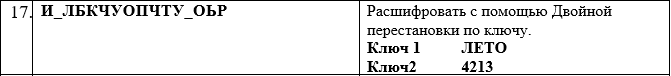 17. И_ЛБКЧУОПЧТУ_ОЬР Расшифровать с помощью Двойной
перестановки по ключу.
Ключ 1 ЛЕТО
Ключ2 4213